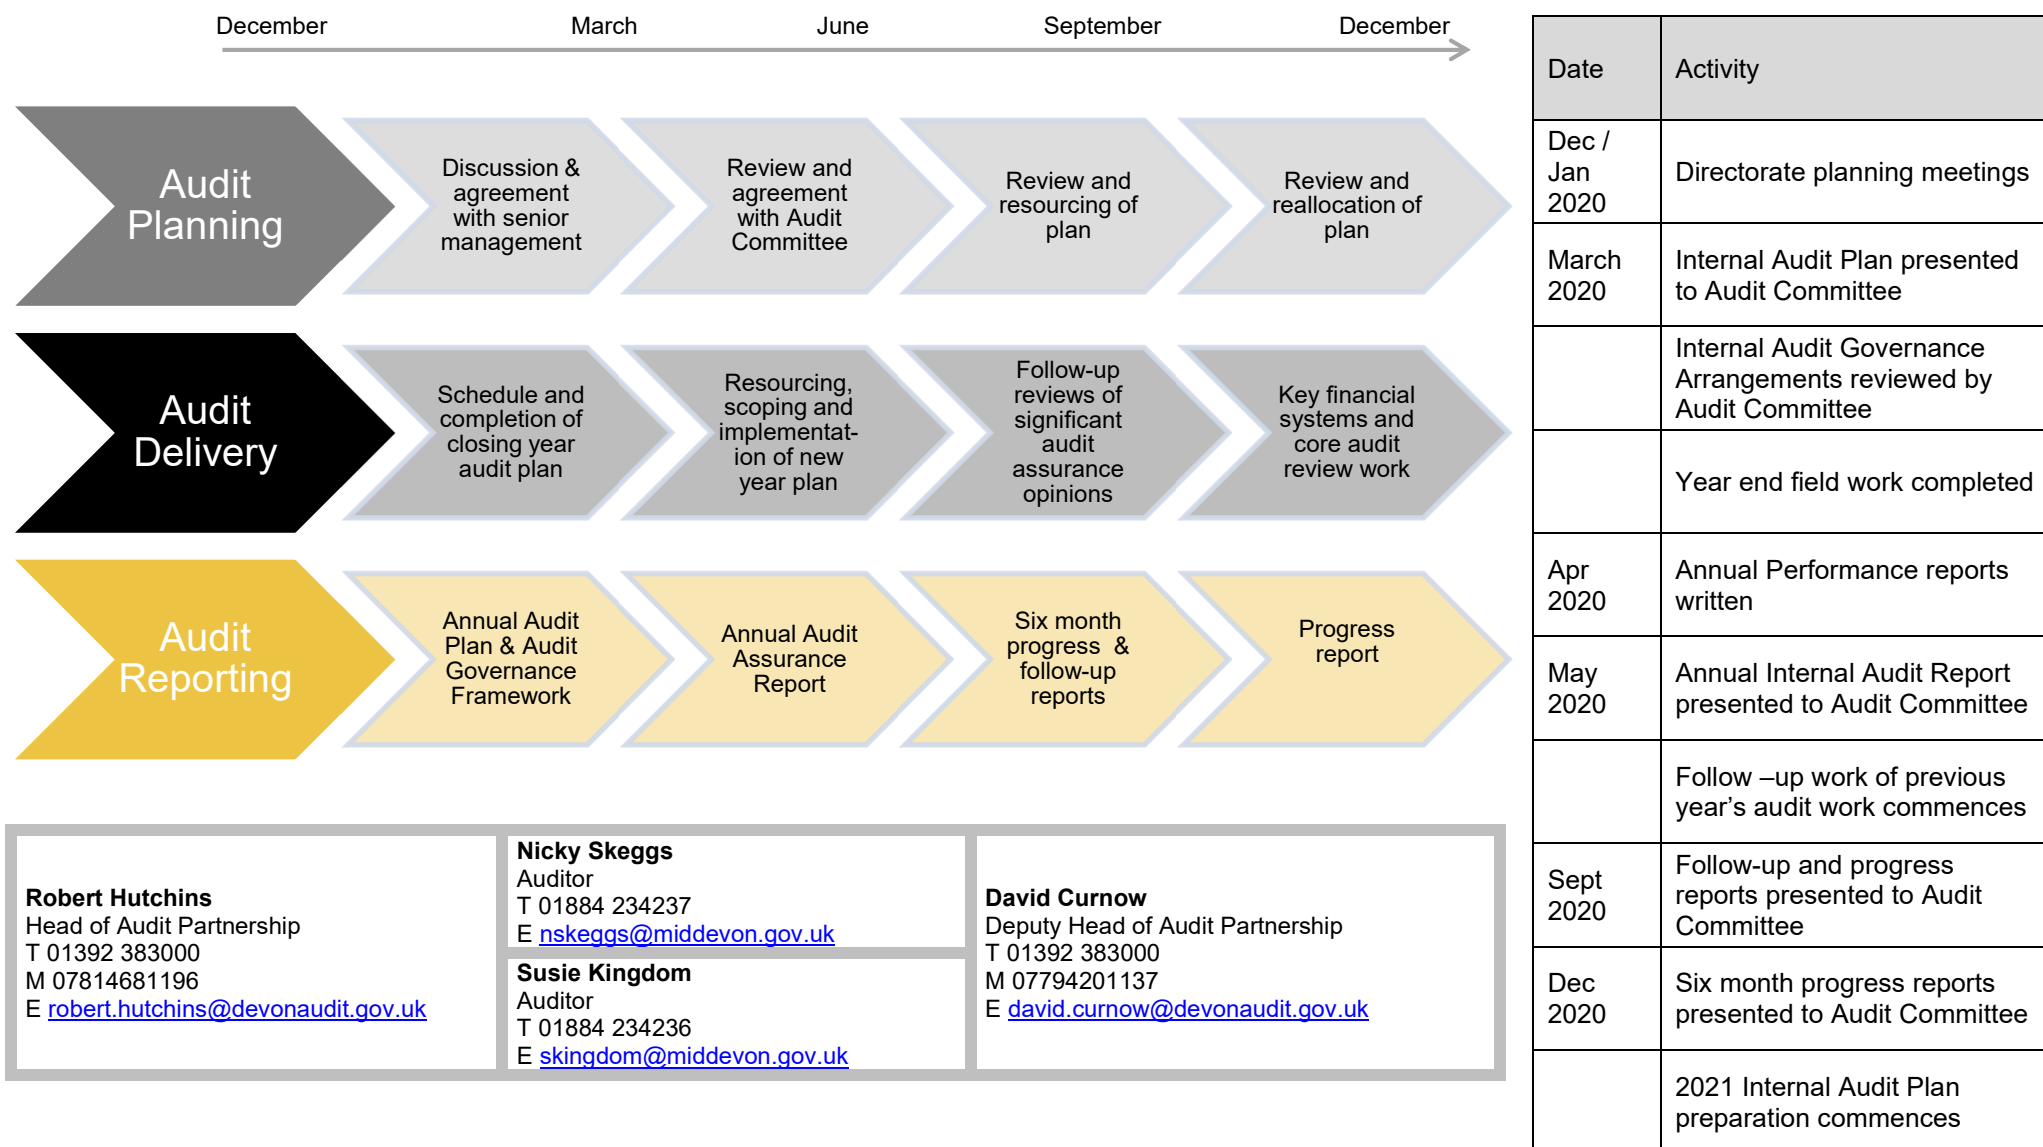 December March June September December
Audit
Planning
Discussion &
agreement
with senior
management
Review and
agreement
with Audit
Committee
Review and
resourcing of
plan
Review and
reallocation of
plan
Audit
Delivery
Schedule and
completion of
closing year
audit plan
Resourcing,
scoping and
implementat-
ion of new
year plan
Follow-up
reviews of
significant
audit
assurance
opinions
Key financial
systems and
core audit
review work
Audit
Reporting
Annual Audit
Plan & Audit
Governance
Framework
Annual Audit
Assurance
Report
Six month
progress &
follow-up
reports
Progress
report
Robert Hutchins
Head of Audit Partnership
T 01392 383000
M 07814681196
E robert.hutchins@devonaudit.gov.uk
Nicky Skeggs
Auditor
T 01884 234237
E nskeggs@middevon.gov.uk
Susie Kingdom
Auditor
T 01884 234236
E skingdom@middevon.gov.uk
David Curnow
Deputy Head of Audit Partnership
T 01392 383000
M 07794201137
E david.curnow@devonaudit.gov.uk
Date
Activity
Dec /
Jan
2020
Directorate planning meetings
March
2020
Internal Audit Plan presented
to Audit Committee
Internal Audit Governance
Arrangements reviewed by
Audit Committee
Year end field work completed
Apr
2020
Annual Performance reports
written
May
2020
Annual Internal Audit Report
presented to Audit Committee
Follow –up work of previous
year’s audit work commences
Sept
2020
Follow-up and progress
reports presented to Audit
Committee
Dec
2020
Six month progress reports
presented to Audit Committee
2021 Internal Audit Plan
preparation commences